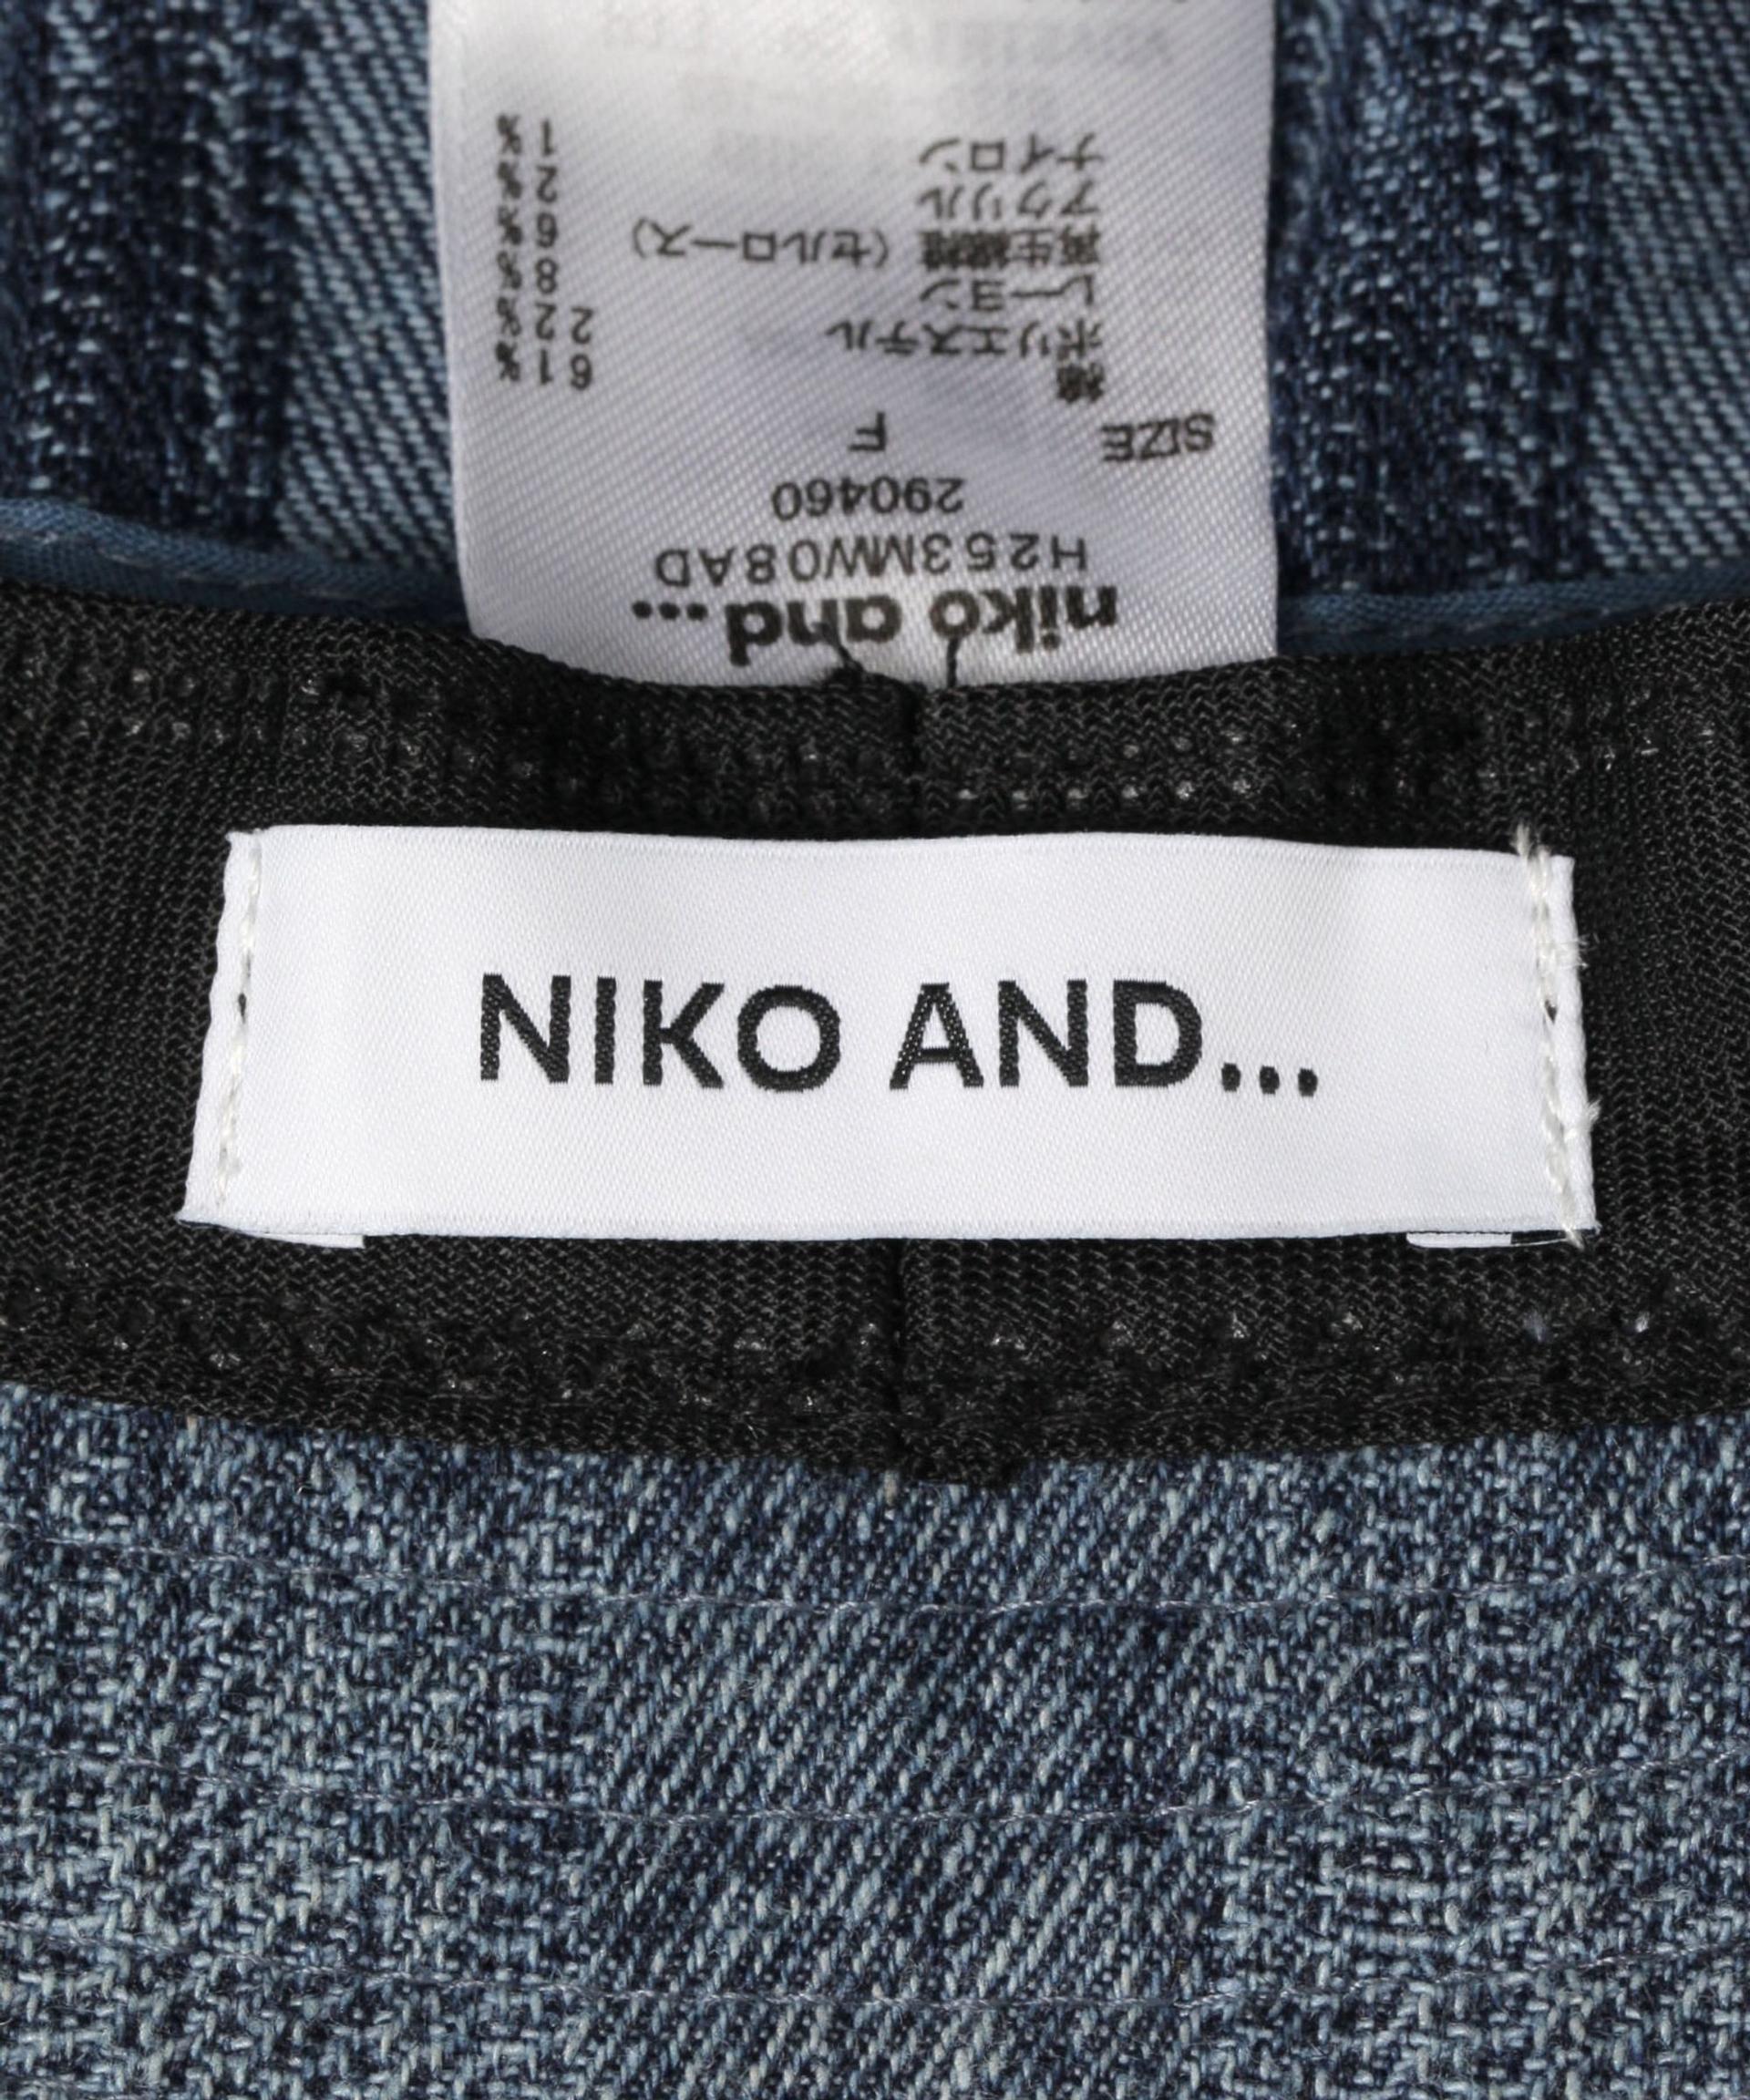 niko and...
H253MW08AD
290460
SIZE F
綿 61%
ポリエステル 22%
レーヨン 8%
再生繊維（セルロース） 6%
アクリル 2%
ナイロン 1%
NIKO AND...